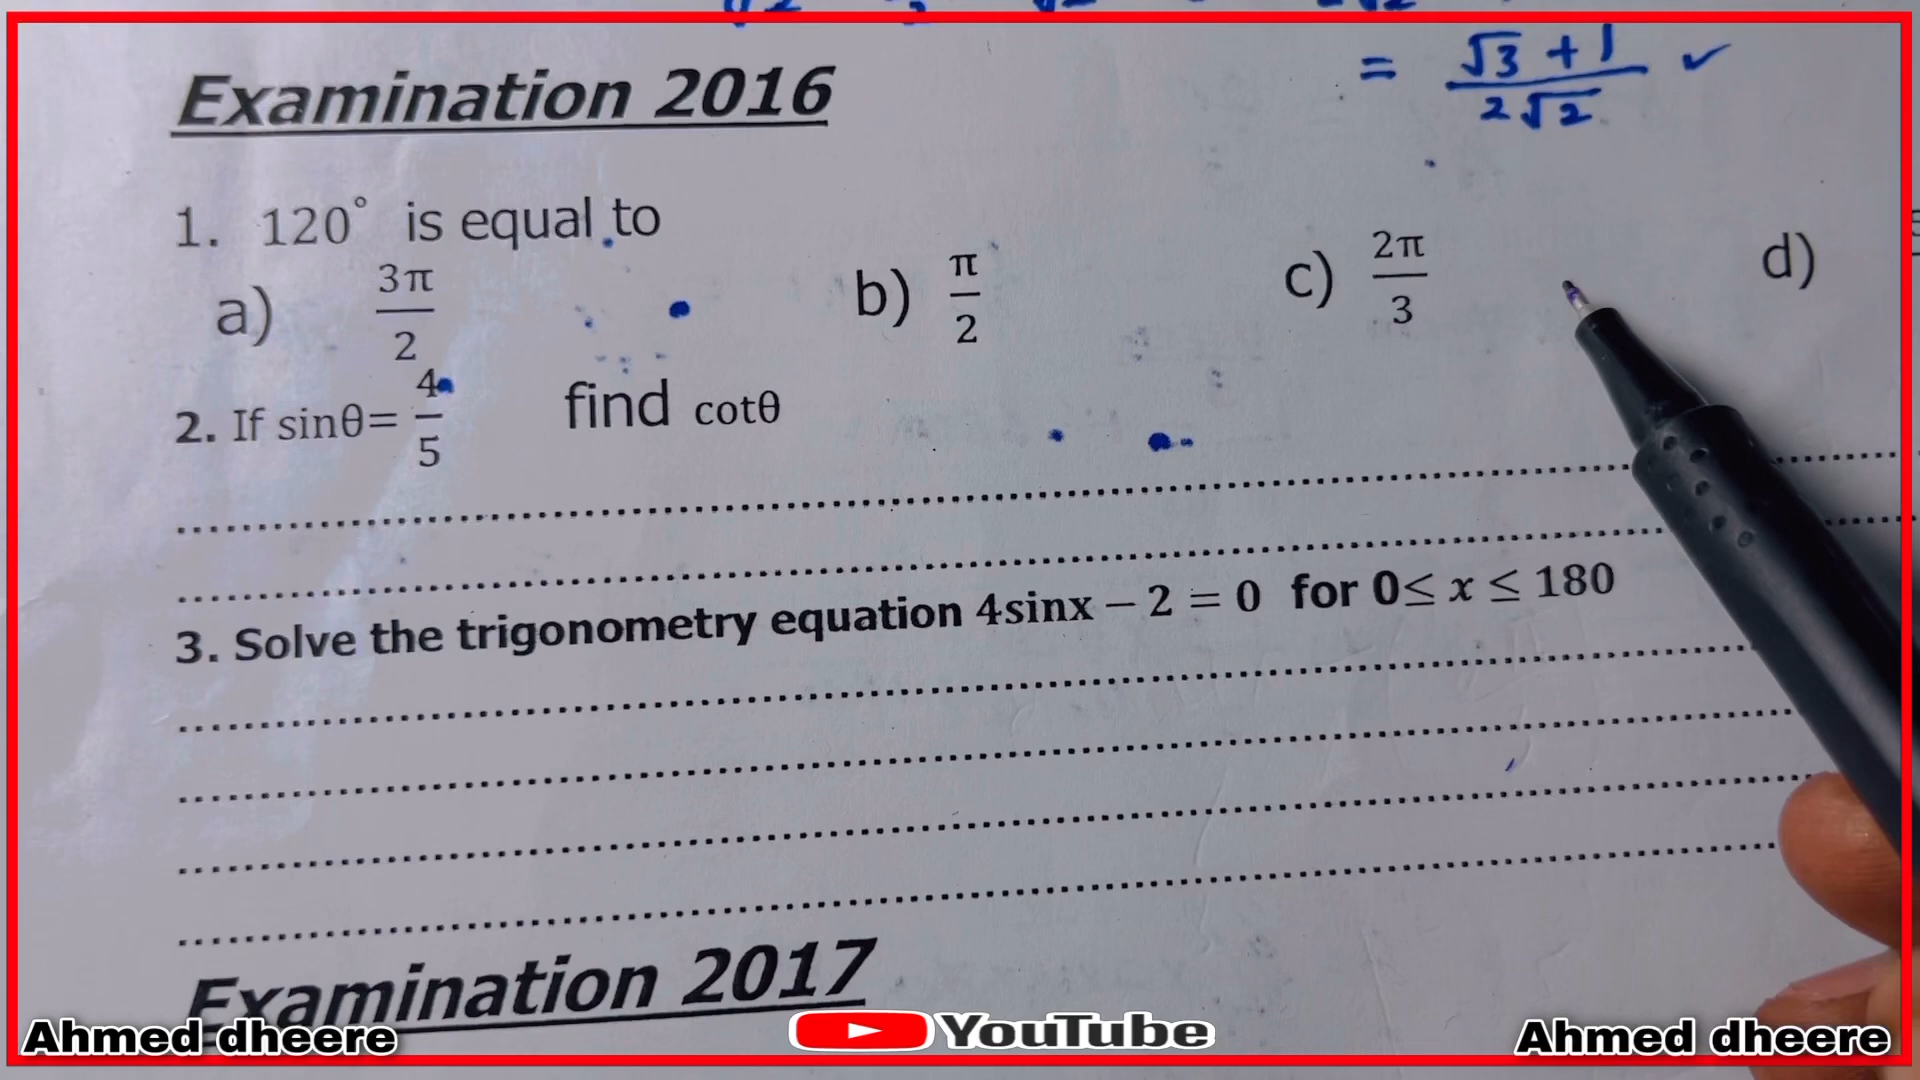 = √3 + 1 / 2√2 ✓
Examination 2016
1. 120° is equal to
a) 3π/2 b) π/2 c) 2π/3 d)
2. If sinθ= 4/5 find cotθ
3. Solve the trigonometry equation 4sinx – 2 = 0 for 0≤ x ≤ 180
Examination 2017
Ahmed dheere
YouTube
Ahmed dheere